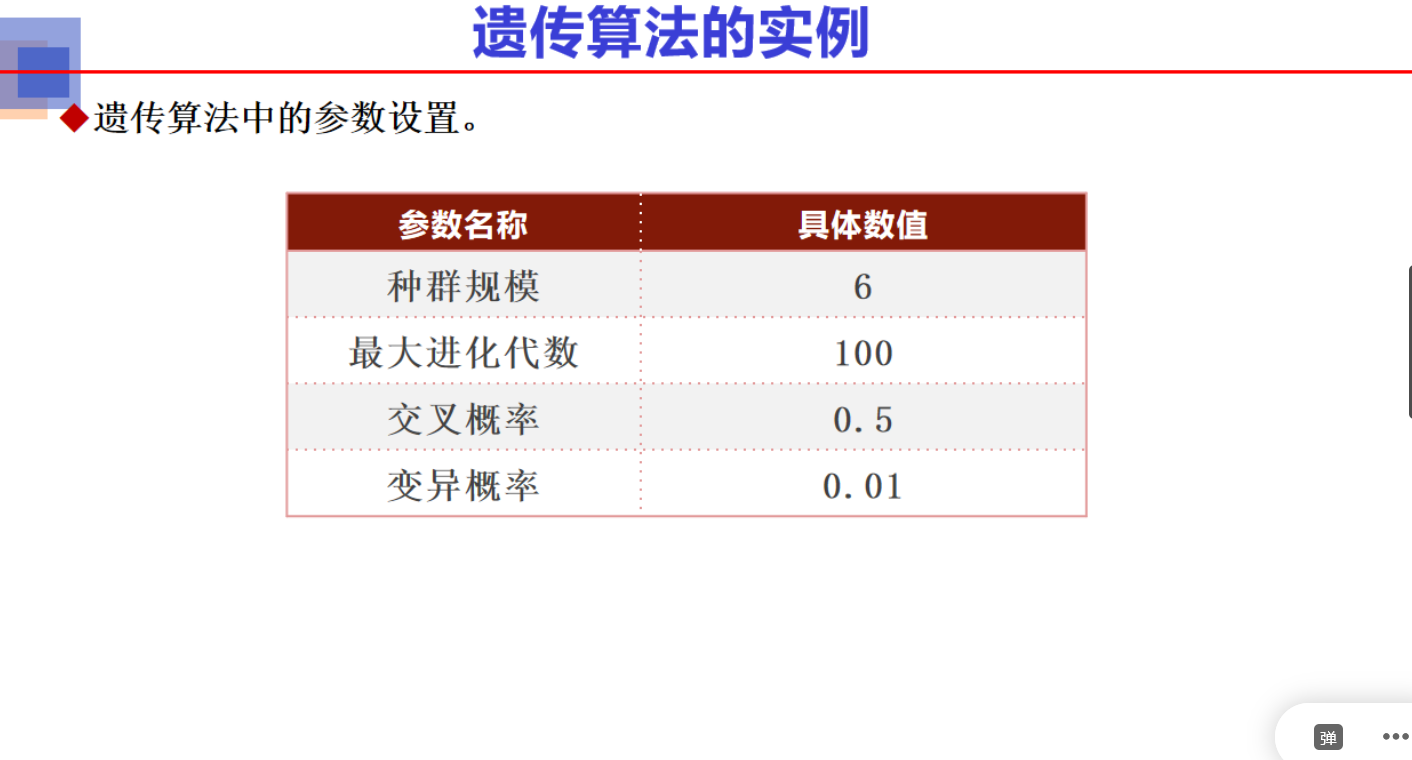 遗传算法的实例
遗传算法中的参数设置。
参数名称 具体数值
种群规模 6
最大进化代数 100
交叉概率 0.5
变异概率 0.01
弹